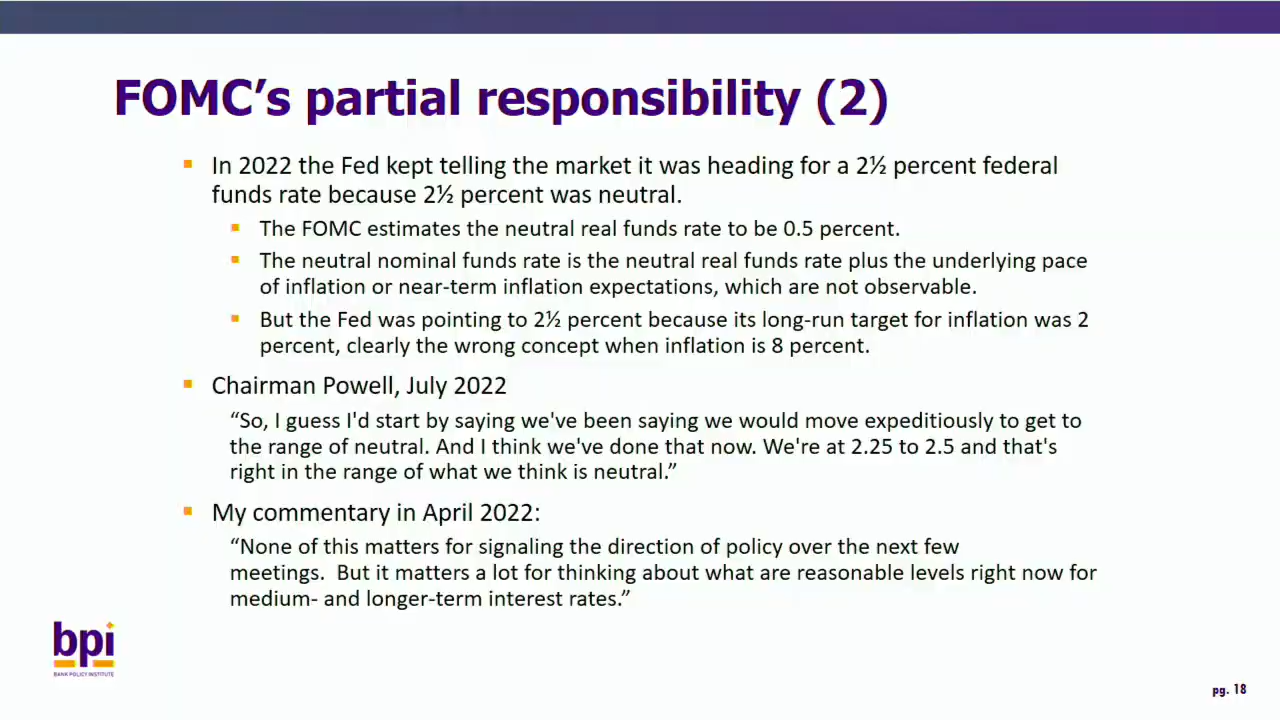 FOMC’s partial responsibility (2)
In 2022 the Fed kept telling the market it was heading for a 2½ percent federal
funds rate because 2½ percent was neutral.
The FOMC estimates the neutral real funds rate to be 0.5 percent.
The neutral nominal funds rate is the neutral real funds rate plus the underlying pace
of inflation or near-term inflation expectations, which are not observable.
But the Fed was pointing to 2½ percent because its long-run target for inflation was 2
percent, clearly the wrong concept when inflation is 8 percent.
Chairman Powell, July 2022
“So, I guess I'd start by saying we've been saying we would move expeditiously to get to
the range of neutral. And I think we've done that now. We're at 2.25 to 2.5 and that's
right in the range of what we think is neutral.”
My commentary in April 2022:
“None of this matters for signaling the direction of policy over the next few
meetings.  But it matters a lot for thinking about what are reasonable levels right now for
medium- and longer-term interest rates.”
bpi
BANK POLICY INSTITUTE
pg. 18